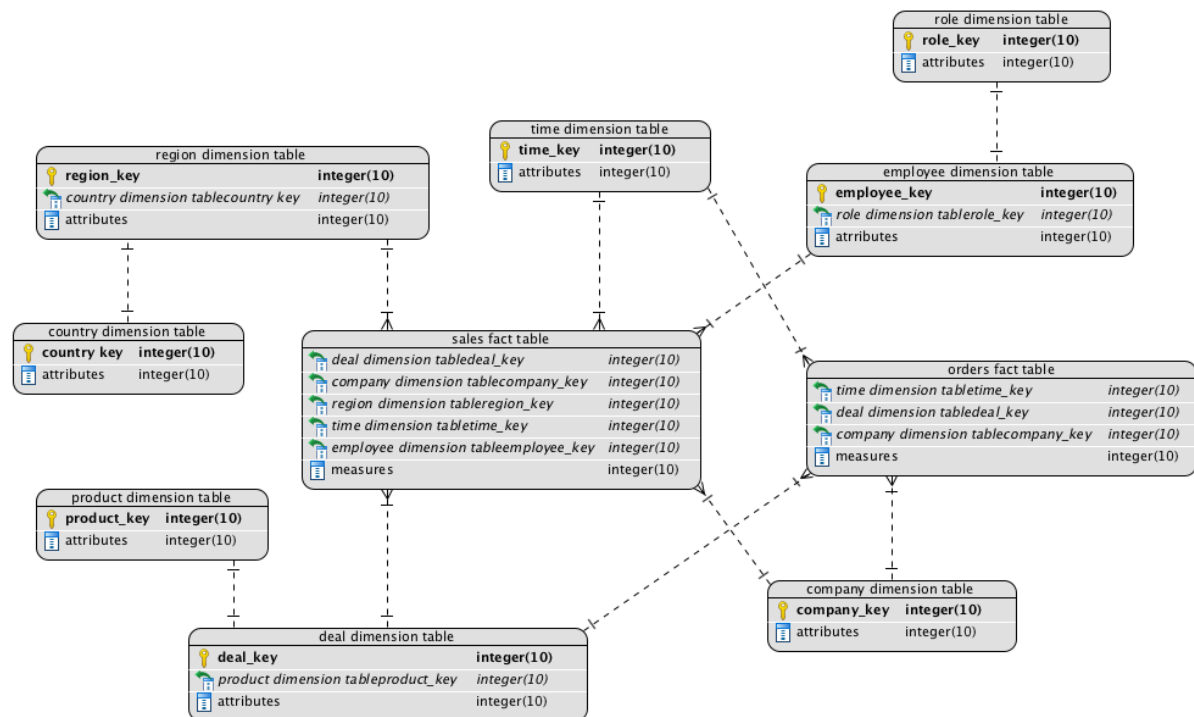 role dimension table
role_key integer(10)
attributes integer(10)
time dimension table
time_key integer(10)
attributes integer(10)
region dimension table
region_key integer(10)
country dimension tablecountry key integer(10)
attributes integer(10)
employee dimension table
employee_key integer(10)
role dimension tablerole_key integer(10)
atrributes integer(10)
country dimension table
country key integer(10)
attributes integer(10)
sales fact table
deal dimension tabledeal_key integer(10)
company dimension tablecompany_key integer(10)
region dimension tableregion_key integer(10)
time dimension tabletime_key integer(10)
employee dimension tableemployee_key integer(10)
measures integer(10)
orders fact table
time dimension tabletime_key integer(10)
deal dimension tabledeal_key integer(10)
company dimension tablecompany_key integer(10)
measures integer(10)
product dimension table
product_key integer(10)
attributes integer(10)
company dimension table
company_key integer(10)
attributes integer(10)
deal dimension table
deal_key integer(10)
product dimension tableproduct_key integer(10)
attributes integer(10)